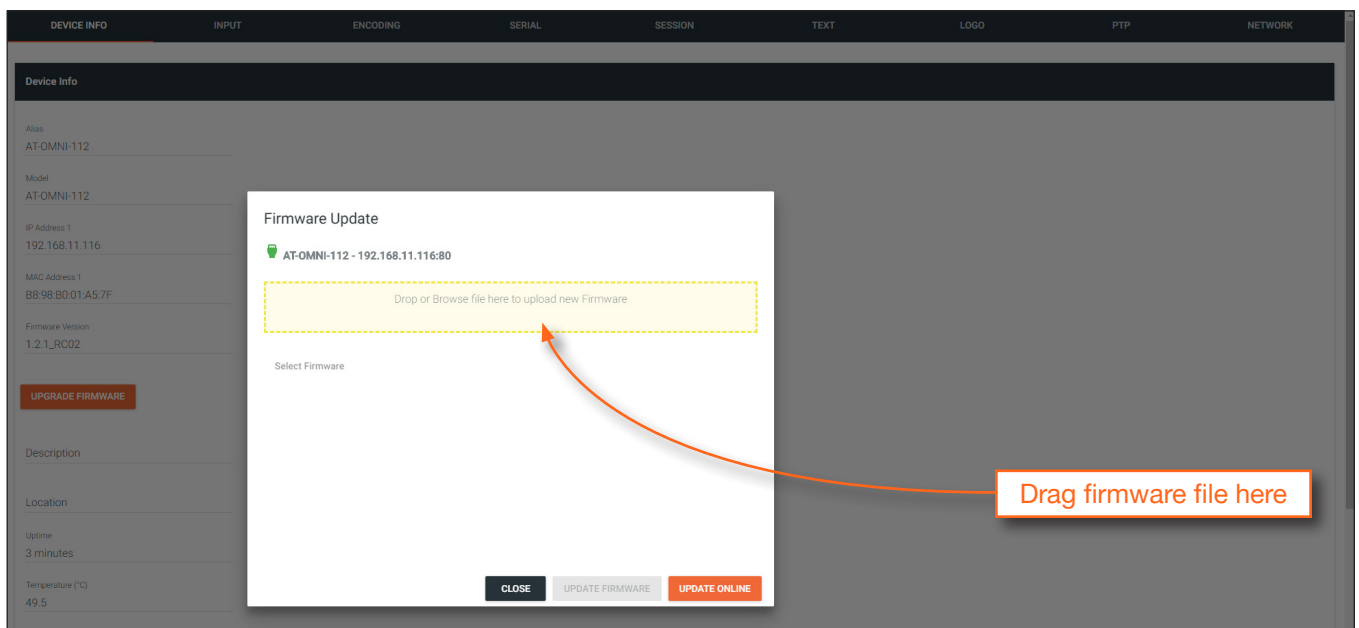 DEVICE INFO INPUT ENCODING SERIAL SESSION TEXT LOGO PTP NETWORK
Device Info
Alias
AT-OMNI-112
Model
AT-OMNI-112
IP Address 1
192.168.11.116
MAC Address 1
B8:98:B0:01:A5:7F
Firmware Version
1.2.1_RC02
UPGRADE FIRMWARE
Description
Location
Uptime
3 minutes
Temperature (°C)
49.5
Firmware Update
AT-OMNI-112 - 192.168.11.116:80
Drop or Browse file here to upload new Firmware
Select Firmware
CLOSE UPDATE FIRMWARE UPDATE ONLINE
Drag firmware file here